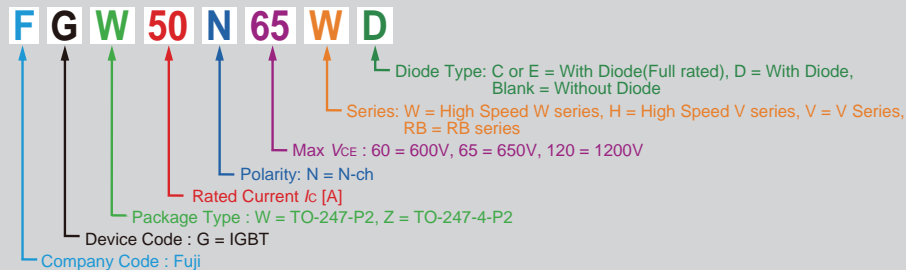 F G W 50 N 65 W D
Diode Type: C or E = With Diode(Full rated), D = With Diode,
Blank = Without Diode
Series: W = High Speed W series, H = High Speed V series, V = V Series,
RB = RB series
Max VCE : 60 = 600V, 65 = 650V, 120 = 1200V
Polarity: N = N-ch
Rated Current Ic [A]
Package Type : W = TO-247-P2, Z = TO-247-4-P2
Device Code : G = IGBT
Company Code : Fuji